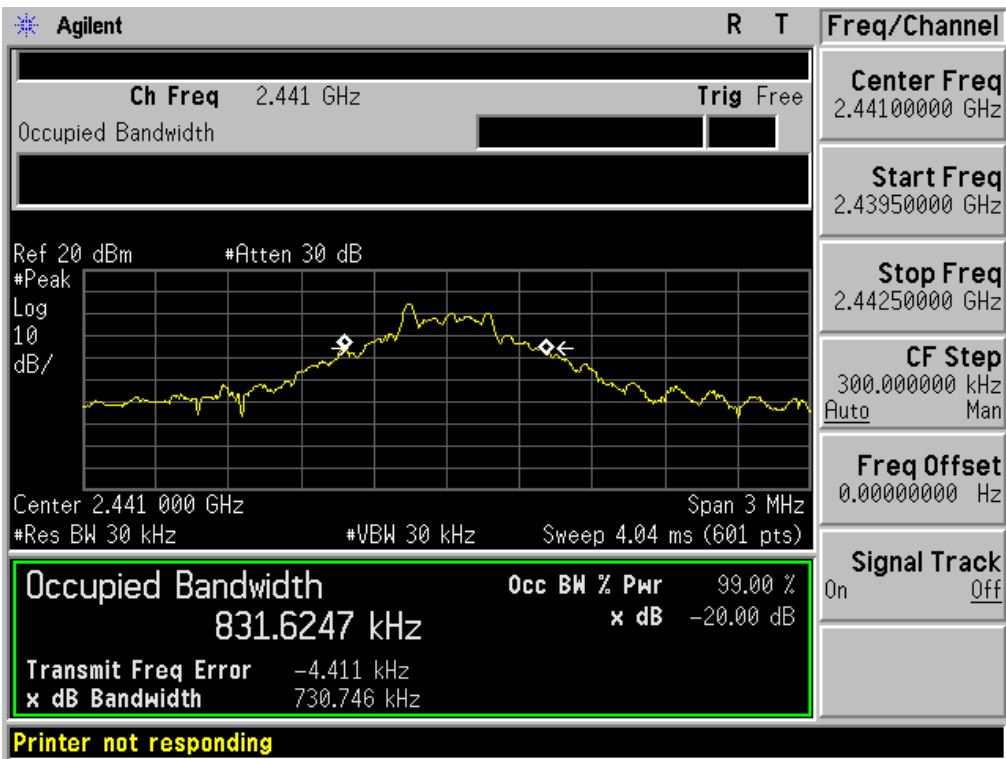 Agilent R T
Ch Freq 2.441 GHz Trig Free
Occupied Bandwidth
Ref 20 dBm #Atten 30 dB
#Peak
Log
10
dB/
Center 2.441 000 GHz Span 3 MHz
#Res BW 30 kHz #VBW 30 kHz Sweep 4.04 ms (601 pts)
Occupied Bandwidth Occ BW % Pwr 99.00 %
831.6247 kHz x dB -20.00 dB
Transmit Freq Error -4.411 kHz
x dB Bandwidth 730.746 kHz
Printer not responding
Freq/Channel
Center Freq
2.44100000 GHz
Start Freq
2.43950000 GHz
Stop Freq
2.44250000 GHz
CF Step
300.000000 kHz
Auto Man
Freq Offset
0.00000000 Hz
Signal Track
On Off